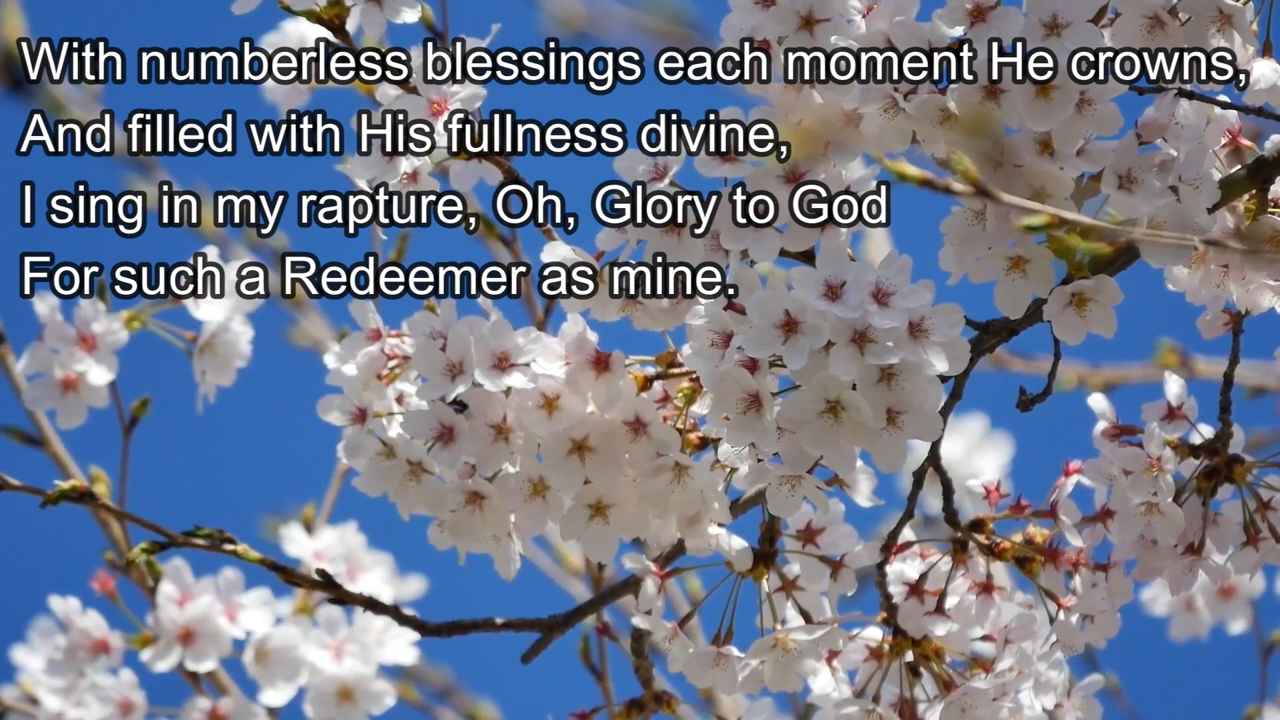 With numberless blessings each moment He crowns,
And filled with His fullness divine,
I sing in my rapture, Oh, Glory to God
For such a Redeemer as mine.